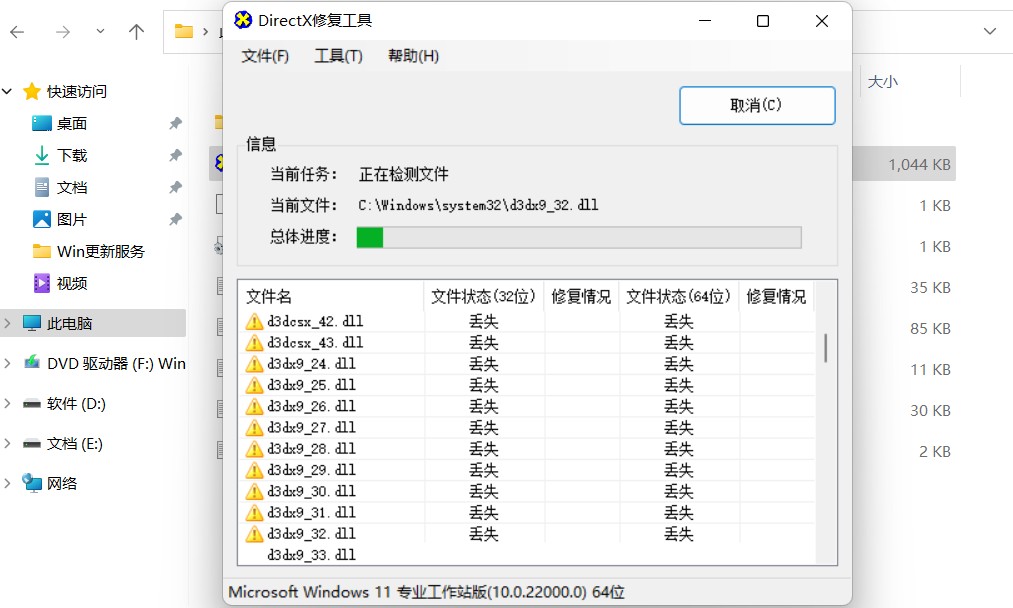 DirectX修复工具
文件(F) 工具(T) 帮助(H)
大小
快速访问
取消(C)
桌面
信息
下载
1,044 KB
当前任务： 正在检测文件
文档
当前文件： C:\Windows\system32\d3dx9_32.dll
1 KB
图片
总体进度：
Win更新服务
1 KB
视频
35 KB
文件名 文件状态(32位) 修复情况 文件状态(64位) 修复情况
此电脑
d3dcsx_42.dll 丢失 丢失
85 KB
d3dcsx_43.dll 丢失 丢失
DVD 驱动器 (F:) Win
d3dx9_24.dll 丢失 丢失
11 KB
d3dx9_25.dll 丢失 丢失
软件 (D:)
d3dx9_26.dll 丢失 丢失
30 KB
d3dx9_27.dll 丢失 丢失
文档 (E:)
d3dx9_28.dll 丢失 丢失
2 KB
d3dx9_29.dll 丢失 丢失
网络
d3dx9_30.dll 丢失 丢失
d3dx9_31.dll 丢失 丢失
d3dx9_32.dll 丢失 丢失
d3dx9_33.dll
Microsoft Windows 11 专业工作站版(10.0.22000.0) 64位